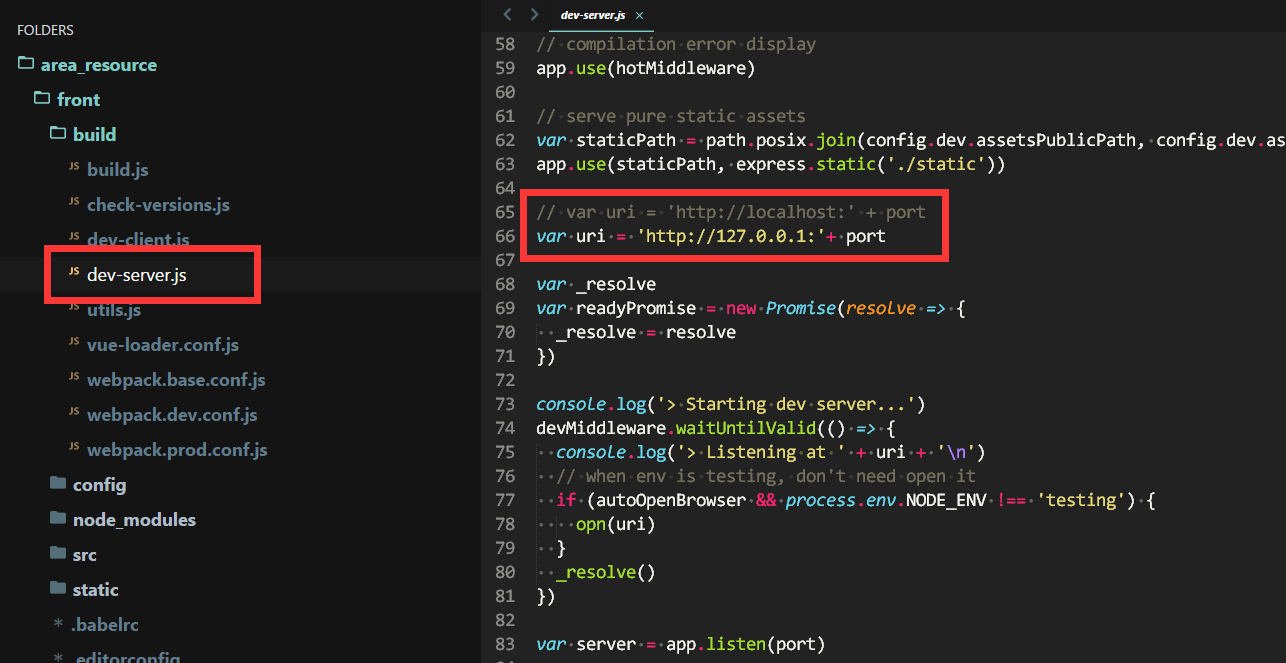 FOLDERS
area_resource
front
build
JS build.js
JS check-versions.js
JS dev-client.js
JS dev-server.js
JS utils.js
JS vue-loader.conf.js
JS webpack.base.conf.js
JS webpack.dev.conf.js
JS webpack.prod.conf.js
config
node_modules
src
static
* .babelrc
* .editorconfig
dev-server.js ×
58 // compilation error display
59 app.use(hotMiddleware)
60
61 // serve pure static assets
62 var staticPath = path.posix.join(config.dev.assetsPublicPath, config.dev.as
63 app.use(staticPath, express.static('./static'))
64
65 // var uri = 'http://localhost:' + port
66 var uri = 'http://127.0.0.1:'+ port
67
68 var _resolve
69 var readyPromise = new Promise(resolve => {
70 _resolve = resolve
71 })
72
73 console.log('> Starting dev server...')
74 devMiddleware.waitUntilValid(() => {
75 console.log('> Listening at ' + uri + '\n')
76 // when env is testing, don't need open it
77 if (autoOpenBrowser && process.env.NODE_ENV !== 'testing') {
78 opn(uri)
79 }
80 _resolve()
81 })
82
83 var server = app.listen(port)